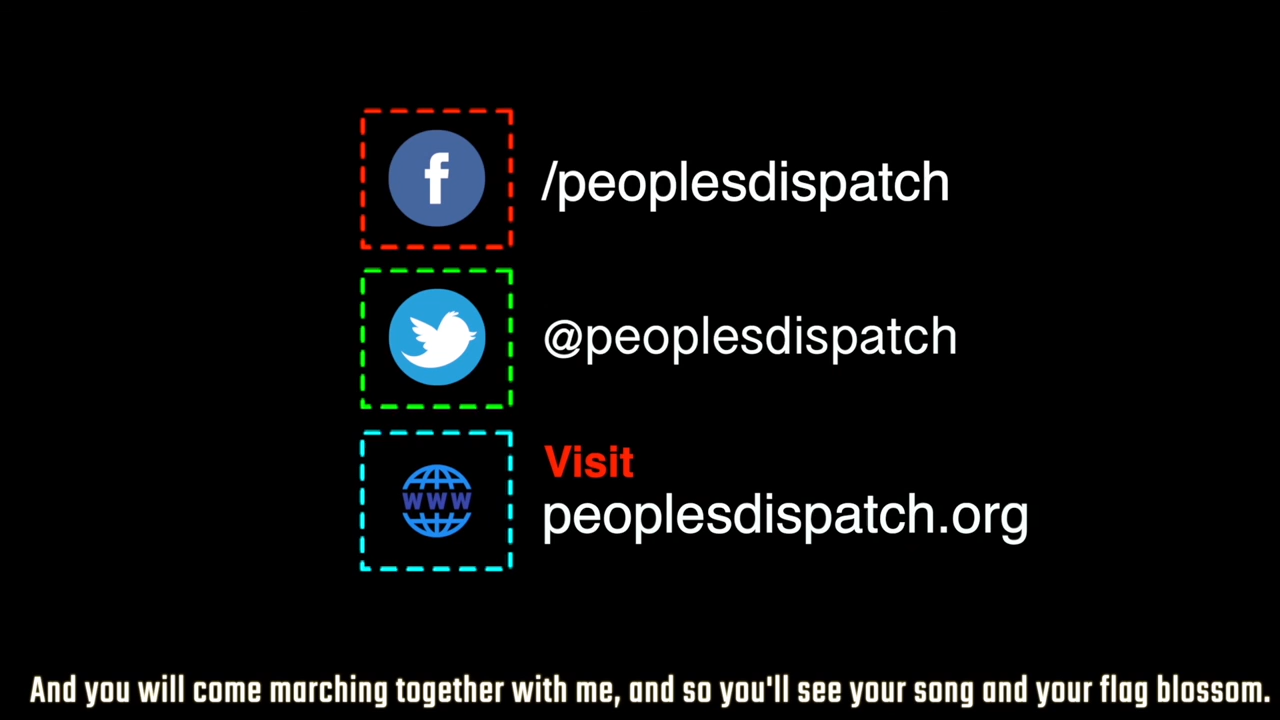 f
/peoplesdispatch
@peoplesdispatch
Visit
WWW
peoplesdispatch.org
And you will come marching together with me, and so you'll see your song and your flag blossom.